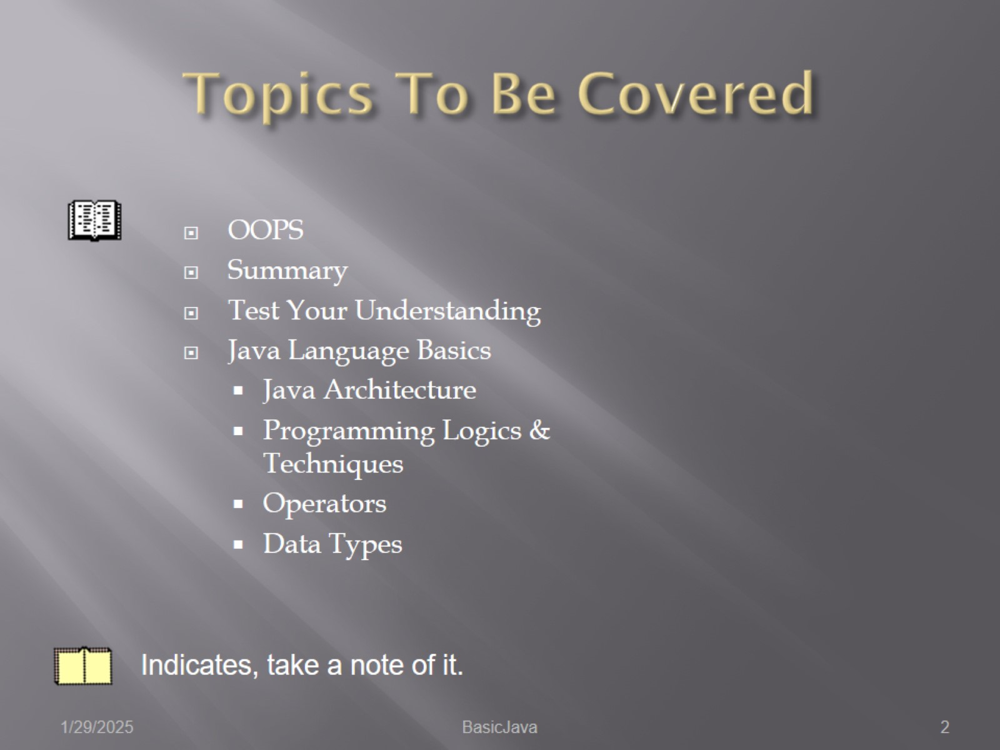 Topics To Be Covered
OOPS
Summary
Test Your Understanding
Java Language Basics
Java Architecture
Programming Logics &
Techniques
Operators
Data Types
Indicates, take a note of it.
1/29/2025
BasicJava
2